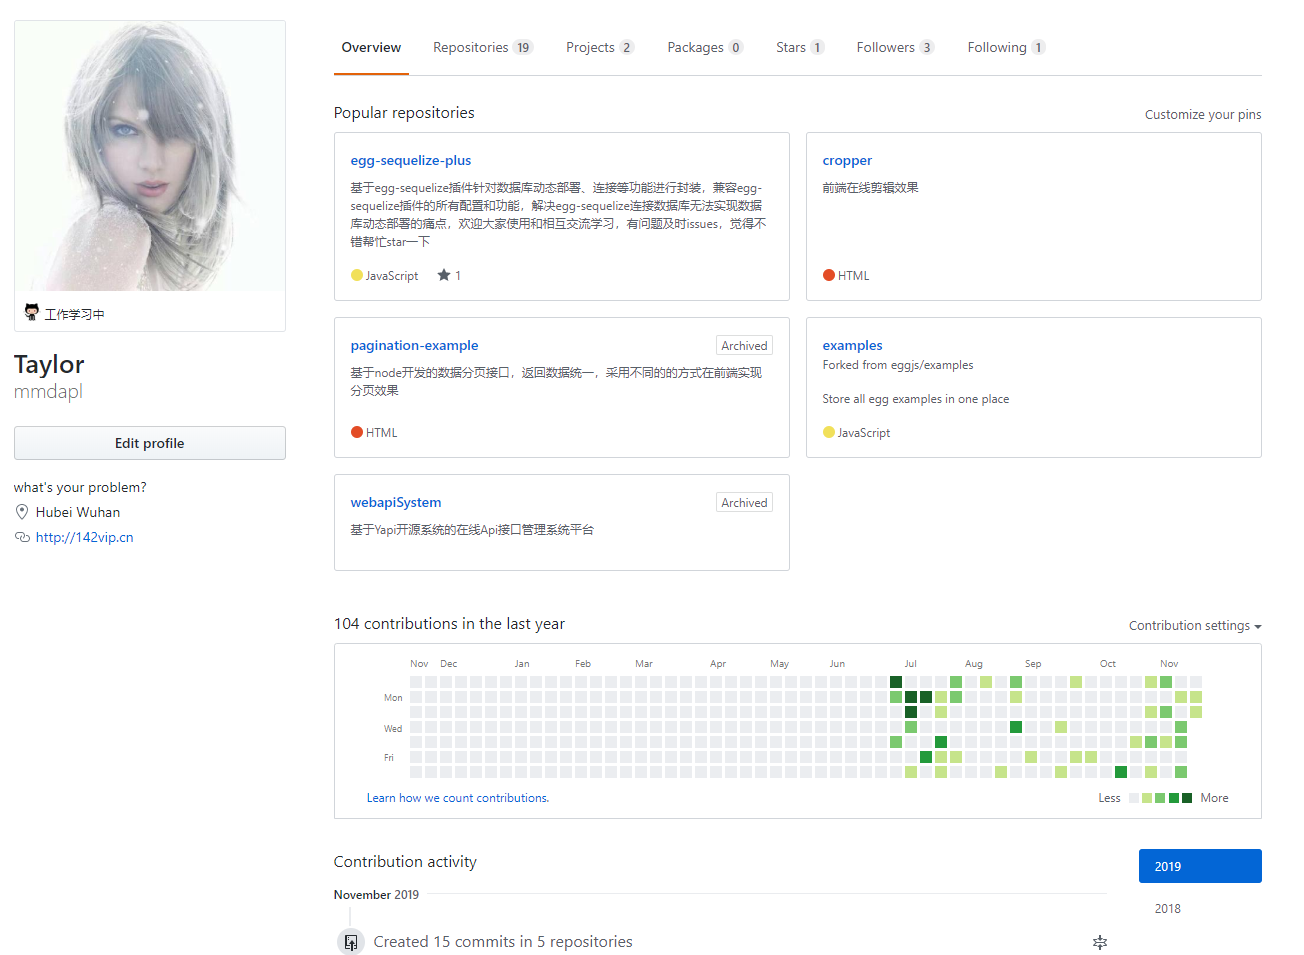 工作学习中
Taylor
mmdapl
Edit profile
what's your problem?
Hubei Wuhan
http://142vip.cn
Overview Repositories 19 Projects 2 Packages 0 Stars 1 Followers 3 Following 1
Popular repositories Customize your pins
egg-sequelize-plus
基于egg-sequelize插件针对数据库动态部署、连接等功能进行封装，兼容egg-
sequelize插件的所有配置和功能，解决egg-sequelize连接数据库无法实现数据
库动态部署的痛点，欢迎大家使用和相互交流学习，有问题及时issues，觉得不
错帮忙star一下
JavaScript 1
cropper
前端在线剪辑效果
HTML
pagination-example Archived
基于node开发的数据分页接口，返回数据统一，采用不同的的方式在前端实现
分页效果
HTML
examples
Forked from eggjs/examples
Store all egg examples in one place
JavaScript
webapiSystem Archived
基于Yapi开源系统的在线Api接口管理系统平台
104 contributions in the last year Contribution settings
Nov Dec Jan Feb Mar Apr May Jun Jul Aug Sep Oct Nov
Mon
Wed
Fri
Learn how we count contributions. Less More
Contribution activity
2019
2018
November 2019
Created 15 commits in 5 repositories